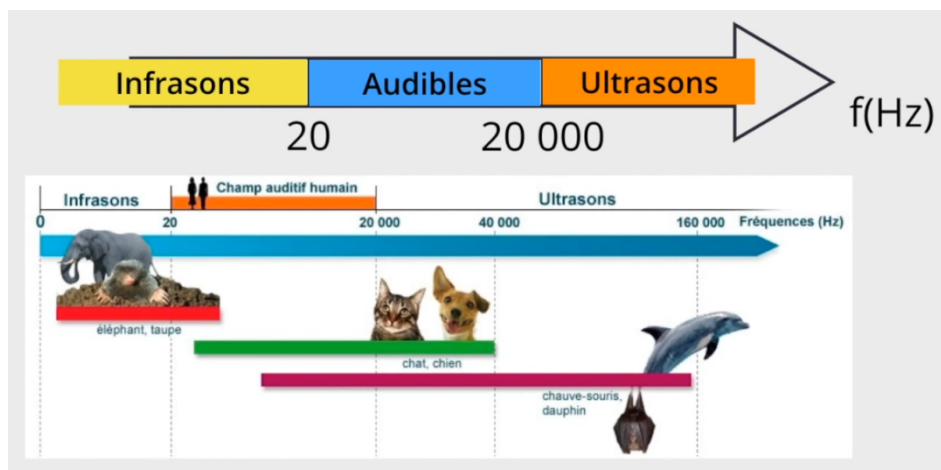 Infrasons Audibles Ultrasons
20 20 000 f(Hz)
Infrasons Champ auditif humain Ultrasons
0 20 20 000 40 000 160 000 Fréquences (Hz)
éléphant, taupe
chat, chien
chauve-souris,
dauphin